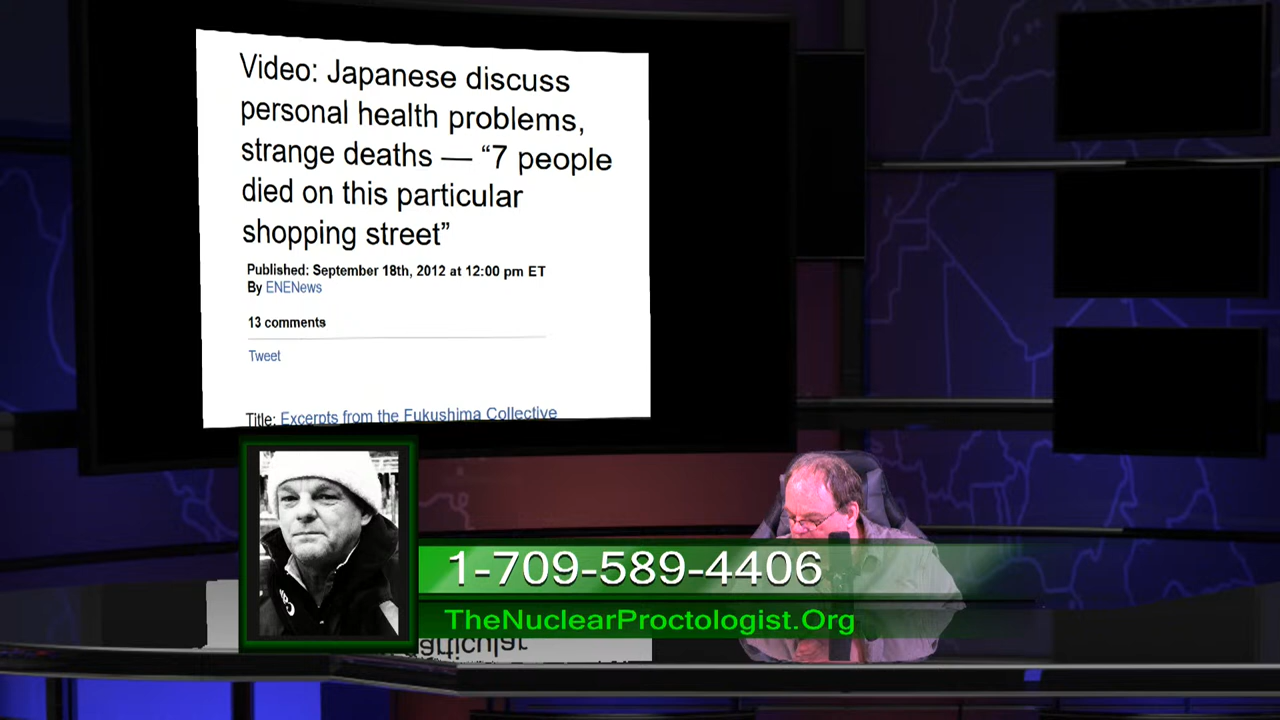 Video: Japanese discuss
personal health problems,
strange deaths — “7 people
died on this particular
shopping street”
Published: September 18th, 2012 at 12:00 pm ET
By ENENews
13 comments
Tweet
Title: Excerpts from the Fukushima Collective
1-709-589-4406
TheNuclearProctologist.Org